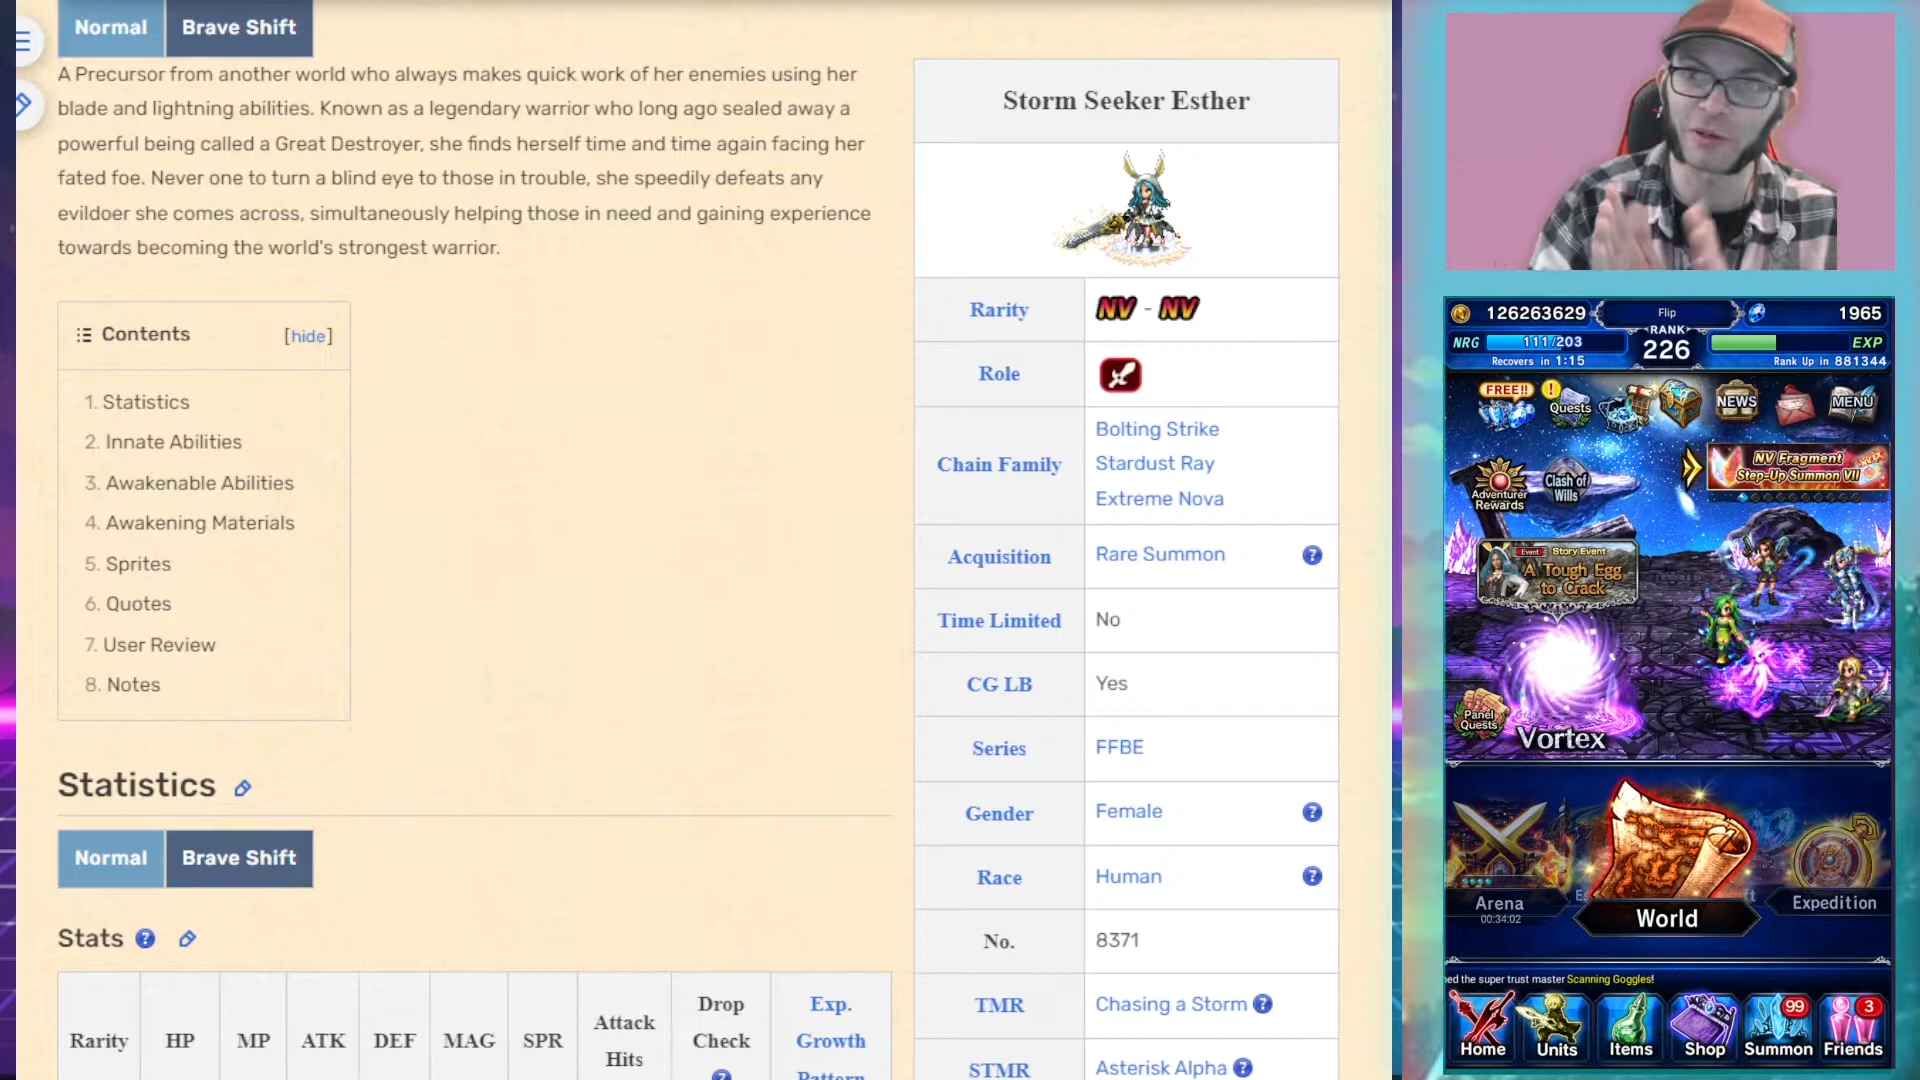 Normal
Brave Shift
A Precursor from another world who always makes quick work of her enemies using her
blade and lightning abilities. Known as a legendary warrior who long ago sealed away a
powerful being called a Great Destroyer, she finds herself time and time again facing her
fated foe. Never one to turn a blind eye to those in trouble, she speedily defeats any
evildoer she comes across, simultaneously helping those in need and gaining experience
towards becoming the world's strongest warrior.
Contents [hide]
1. Statistics
2. Innate Abilities
3. Awakenable Abilities
4. Awakening Materials
5. Sprites
6. Quotes
7. User Review
8. Notes
Statistics
Normal
Brave Shift
Stats ?
Rarity HP MP ATK DEF MAG SPR
Attack
Hits
Drop
Check
?
Exp.
Growth
Pattern
Storm Seeker Esther
Rarity NV - NV
Role
Chain Family
Bolting Strike
Stardust Ray
Extreme Nova
Acquisition Rare Summon ?
Time Limited No
CG LB Yes
Series FFBE
Gender Female ?
Race Human ?
No. 8371
TMR Chasing a Storm ?
STMR Asterisk Alpha ?
126263629
Flip
1965
NRG 111/203
RANK
226
EXP
Recovers in 1:15
Rank Up in 881344
FREE!!
!
Quests
NEWS
MENU
Adventurer
Rewards
Clash of
Wills
NV Fragment
Step-Up Summon VII
Event Story Event
A Tough Egg
to Crack
Panel
Quests
Vortex
Arena
00:34:02
World
Expedition
ed the super trust master Scanning Goggles!
99
3
Home
Units
Items
Shop
Summon
Friends